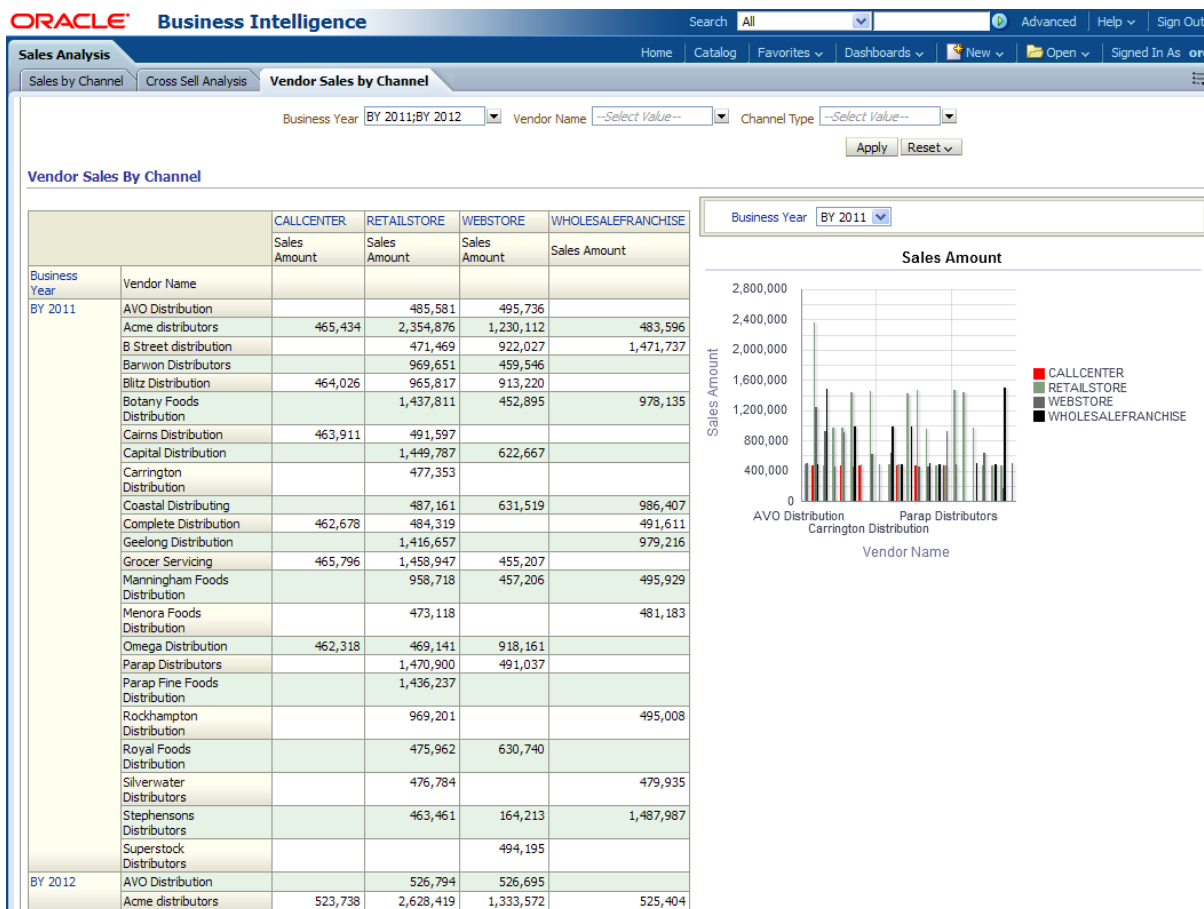 ORACLE Business Intelligence
Search All Advanced Help Sign Out
Sales Analysis
Home Catalog Favorites Dashboards New Open Signed In As
Sales by Channel Cross Sell Analysis Vendor Sales by Channel
Business Year BY 2011;BY 2012 Vendor Name --Select Value-- Channel Type --Select Value--
Apply Reset
Vendor Sales By Channel
CALLCENTER RETAILSTORE WEBSTORE WHOLESALEFRANCHISE
Sales Amount Sales Amount Sales Amount Sales Amount
Business Year Vendor Name
BY 2011 AVO Distribution 485,581 495,736
Acme distributors 465,434 2,354,876 1,230,112 483,596
B Street distribution 471,469 922,027 1,471,737
Barwon Distributors 969,651 459,546
Blitz Distribution 464,026 965,817 913,220
Botany Foods Distribution 1,437,811 452,895 978,135
Cairns Distribution 463,911 491,597
Capital Distribution 1,449,787 622,667
Carrington Distribution 477,353
Coastal Distributing 487,161 631,519 986,407
Complete Distribution 462,678 484,319 491,611
Geelong Distribution 1,416,657 979,216
Grocer Servicing 465,796 1,458,947 455,207
Manningham Foods Distribution 958,718 457,206 495,929
Menora Foods Distribution 473,118 481,183
Omega Distribution 462,318 469,141 918,161
Parap Distributors 1,470,900 491,037
Parap Fine Foods Distribution 1,436,237
Rockhampton Distribution 969,201 495,008
Royal Foods Distribution 475,962 630,740
Silverwater Distributors 476,784 479,935
Stephensons Distributors 463,461 164,213 1,487,987
Superstock Distributors 494,195
BY 2012 AVO Distribution 526,794 526,695
Acme distributors 523,738 2,628,419 1,333,572 525,404
Business Year BY 2011
Sales Amount
2,800,000
2,400,000
2,000,000
1,600,000
1,200,000
800,000
400,000
0
Sales Amount
AVO Distribution Parap Distributors
Carrington Distribution
Vendor Name
CALLCENTER
RETAILSTORE
WEBSTORE
WHOLESALEFRANCHISE